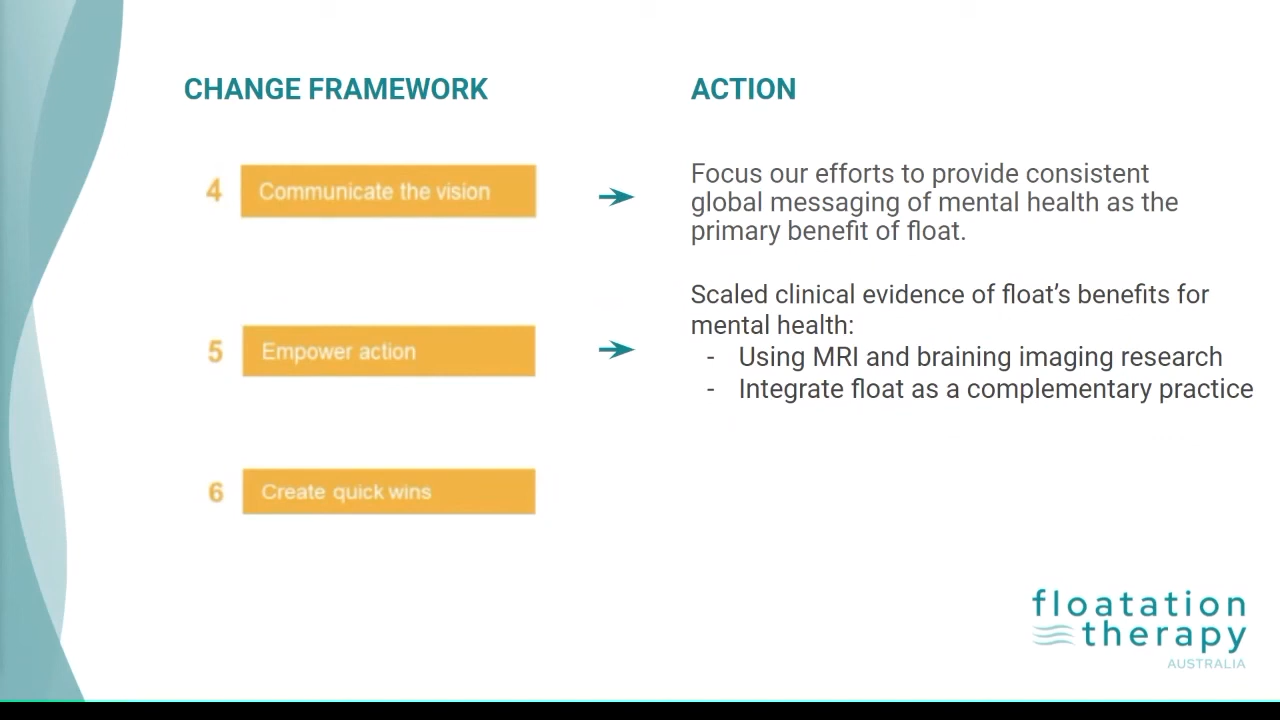 CHANGE FRAMEWORK
ACTION
4
Communicate the vision
Focus our efforts to provide consistent
global messaging of mental health as the
primary benefit of float.
5
Empower action
Scaled clinical evidence of float’s benefits for
mental health:
- Using MRI and braining imaging research
- Integrate float as a complementary practice
6
Create quick wins
floatation
therapy
AUSTRALIA